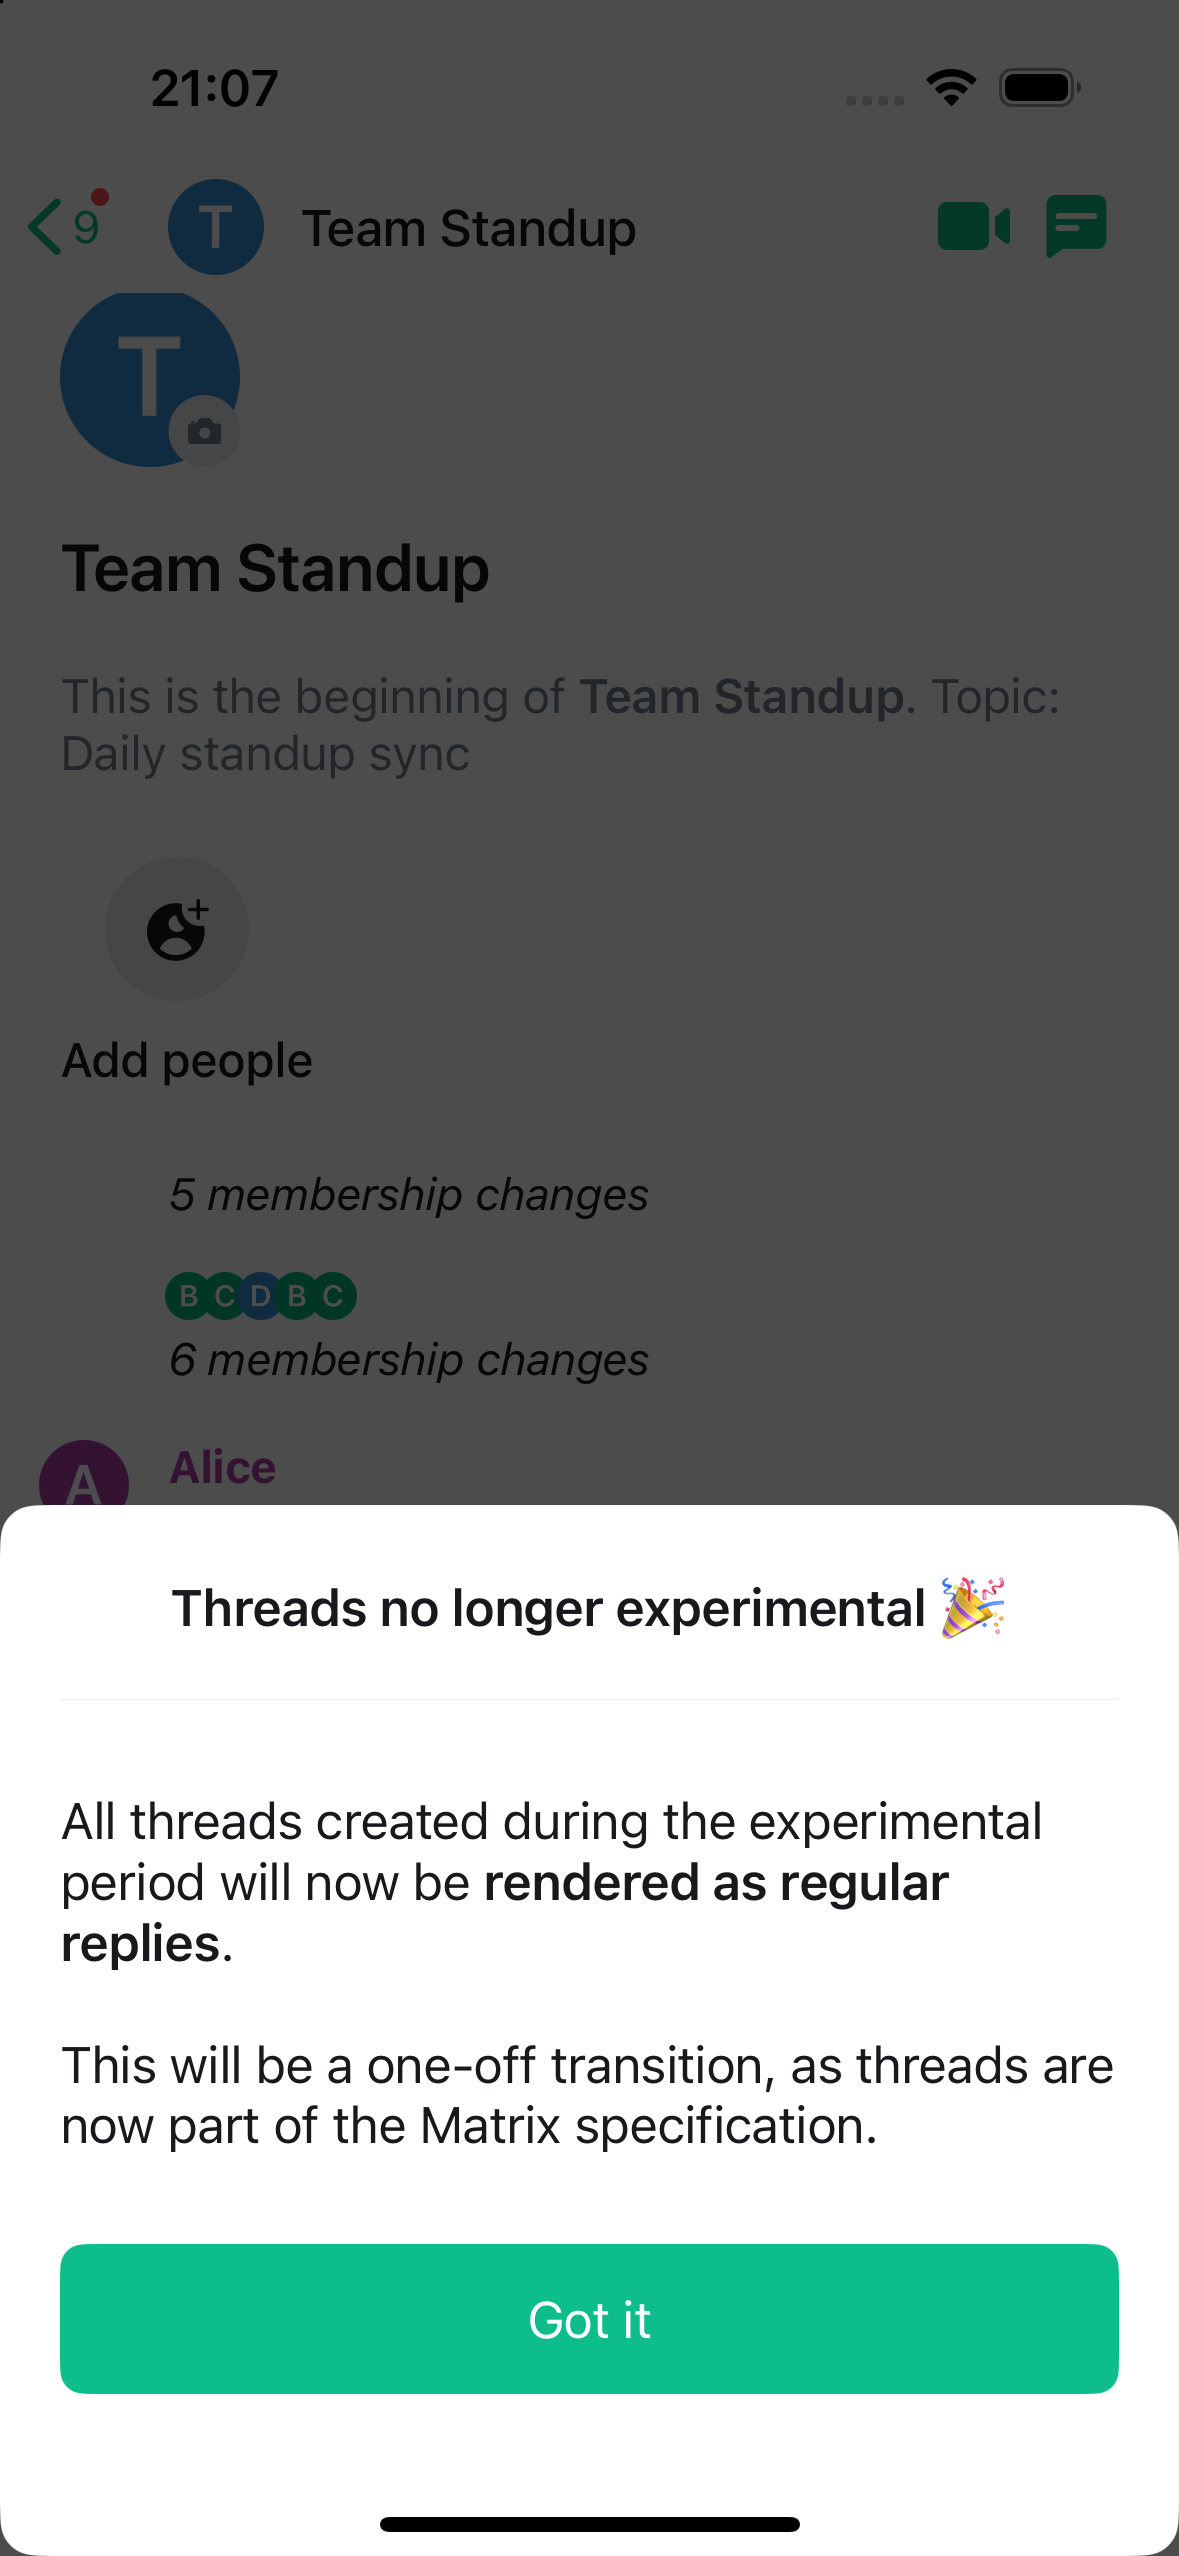 21:07
9
T
Team Standup
T
Team Standup
This is the beginning of Team Standup. Topic:
Daily standup sync
Add people
5 membership changes
B C D B C
6 membership changes
A
Alice
Threads no longer experimental 🎉
All threads created during the experimental
period will now be rendered as regular
replies.
This will be a one-off transition, as threads are
now part of the Matrix specification.
Got it